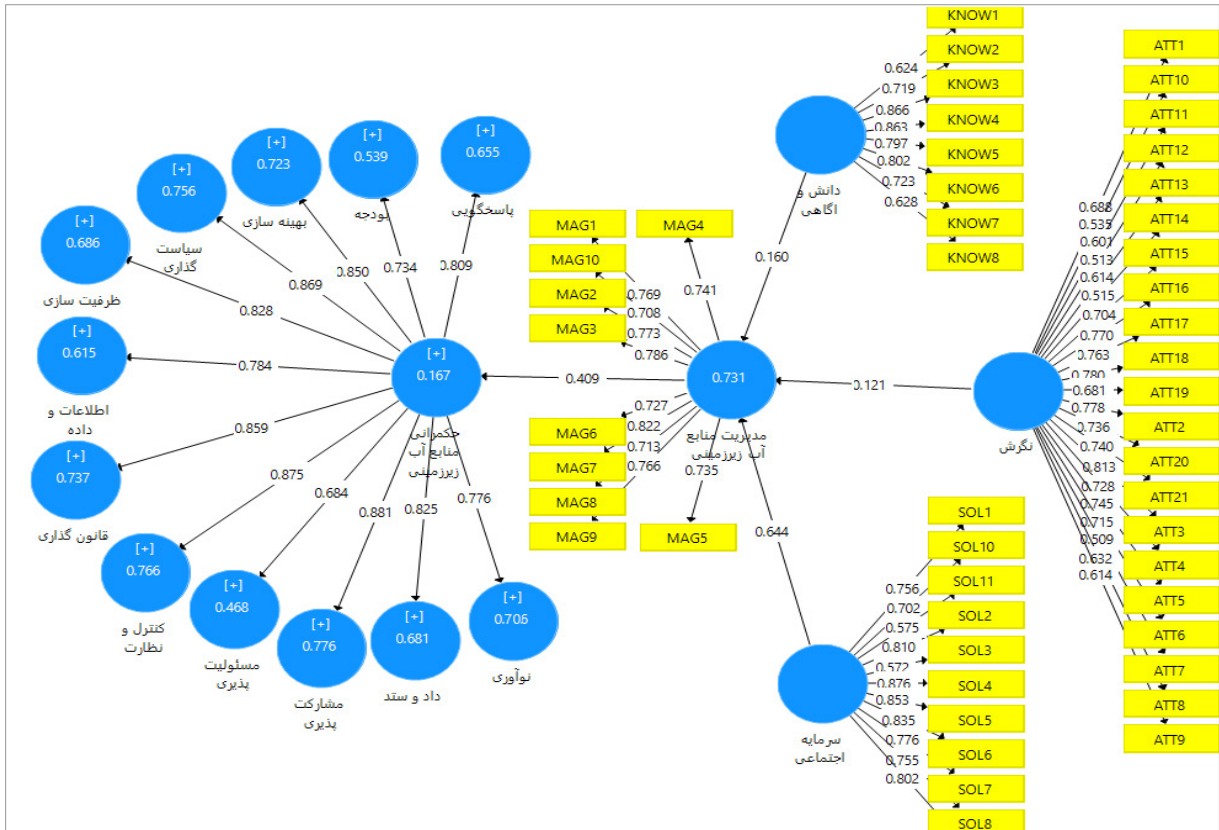 [+]
0.686
ظرفیت سازی
[+]
0.756
سیاست
گذاری
[+]
0.723
بهینه سازی
[+]
0.539
بودجه
[+]
0.655
پاسخگویی
[+]
0.615
اطلاعات و
داده
[+]
0.737
قانون گذاری
[+]
0.766
کنترل و
نظارت
[+]
0.468
مسئولیت
پذیری
[+]
0.776
مشارکت
پذیری
[+]
0.681
داد و ستد
[+]
0.706
نوآوری
0.828
0.869
0.850
0.734
0.809
0.784
0.859
0.875
0.684
0.881
0.825
0.776
[+]
0.167
حکمرانی
منابع آب
زیرزمینی
0.409
MAG1
MAG10
MAG2
MAG3
MAG4
0.769
0.708
0.773
0.786
0.741
0.731
مدیریت منابع
آب زیرزمینی
0.727
0.822
0.713
0.766
0.735
MAG6
MAG7
MAG8
MAG9
MAG5
0.160
0.121
0.644
دانش و
اگاهی
0.624
0.719
0.866
0.863
0.797
0.802
0.723
0.628
KNOW1
KNOW2
KNOW3
KNOW4
KNOW5
KNOW6
KNOW7
KNOW8
سرمایه
اجتماعی
0.756
0.702
0.575
0.810
0.572
0.876
0.853
0.835
0.776
0.755
0.802
SOL1
SOL10
SOL11
SOL2
SOL3
SOL4
SOL5
SOL6
SOL7
SOL8
نگرش
0.688
0.535
0.601
0.513
0.614
0.515
0.704
0.770
0.763
0.780
0.681
0.778
0.736
0.740
0.813
0.728
0.745
0.715
0.509
0.632
0.614
ATT1
ATT10
ATT11
ATT12
ATT13
ATT14
ATT15
ATT16
ATT17
ATT18
ATT19
ATT2
ATT20
ATT21
ATT3
ATT4
ATT5
ATT6
ATT7
ATT8
ATT9